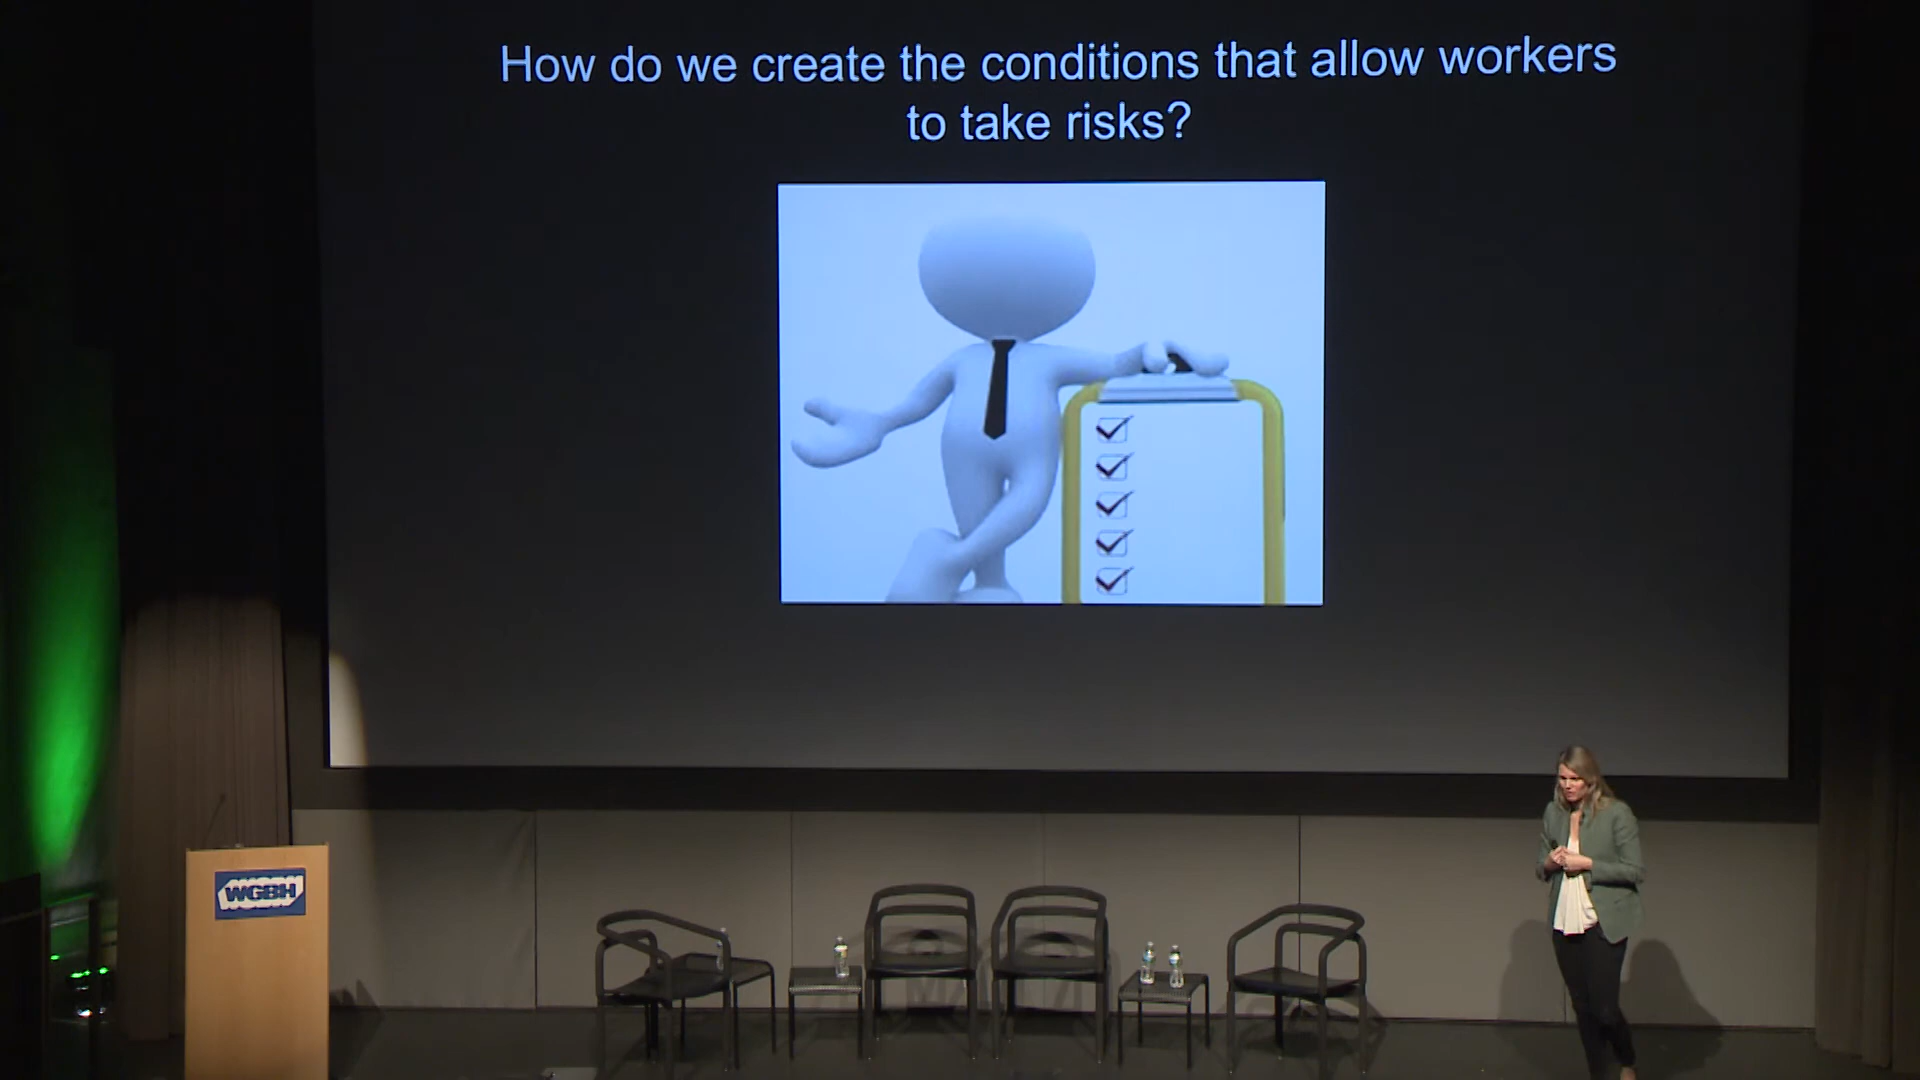 How do we create the conditions that allow workers
to take risks?
WGBH